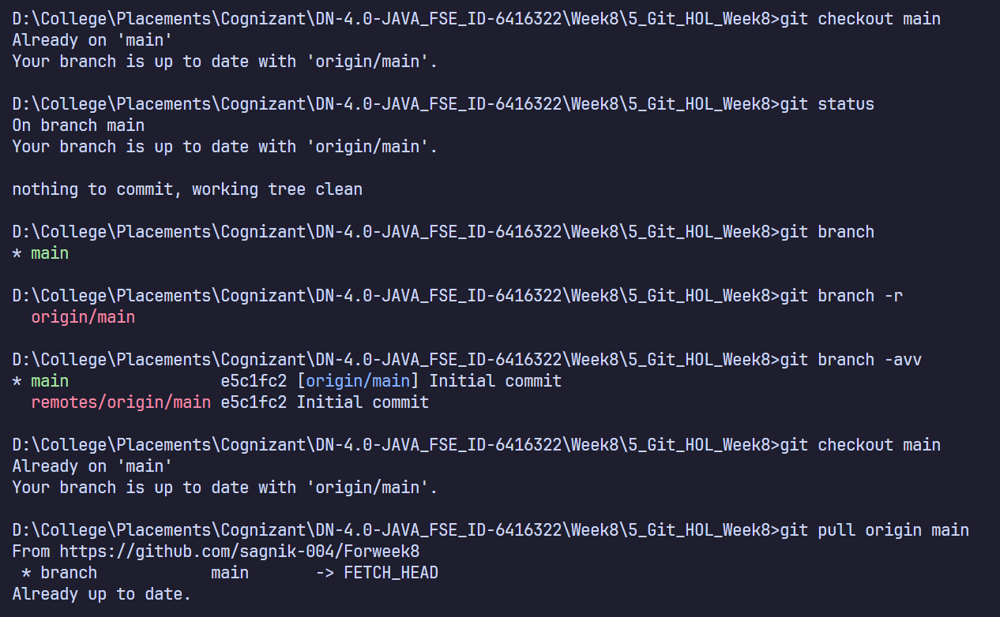 D:\College\Placements\Cognizant\DN-4.0-JAVA_FSE_ID-6416322\Week8\5_Git_HOL_Week8>git checkout main
Already on 'main'
Your branch is up to date with 'origin/main'.

D:\College\Placements\Cognizant\DN-4.0-JAVA_FSE_ID-6416322\Week8\5_Git_HOL_Week8>git status
On branch main
Your branch is up to date with 'origin/main'.

nothing to commit, working tree clean

D:\College\Placements\Cognizant\DN-4.0-JAVA_FSE_ID-6416322\Week8\5_Git_HOL_Week8>git branch
* main

D:\College\Placements\Cognizant\DN-4.0-JAVA_FSE_ID-6416322\Week8\5_Git_HOL_Week8>git branch -r
  origin/main

D:\College\Placements\Cognizant\DN-4.0-JAVA_FSE_ID-6416322\Week8\5_Git_HOL_Week8>git branch -avv
* main                e5c1fc2 [origin/main] Initial commit
  remotes/origin/main e5c1fc2 Initial commit

D:\College\Placements\Cognizant\DN-4.0-JAVA_FSE_ID-6416322\Week8\5_Git_HOL_Week8>git checkout main
Already on 'main'
Your branch is up to date with 'origin/main'.

D:\College\Placements\Cognizant\DN-4.0-JAVA_FSE_ID-6416322\Week8\5_Git_HOL_Week8>git pull origin main
From https://github.com/sagnik-004/Forweek8
 * branch            main       -> FETCH_HEAD
Already up to date.